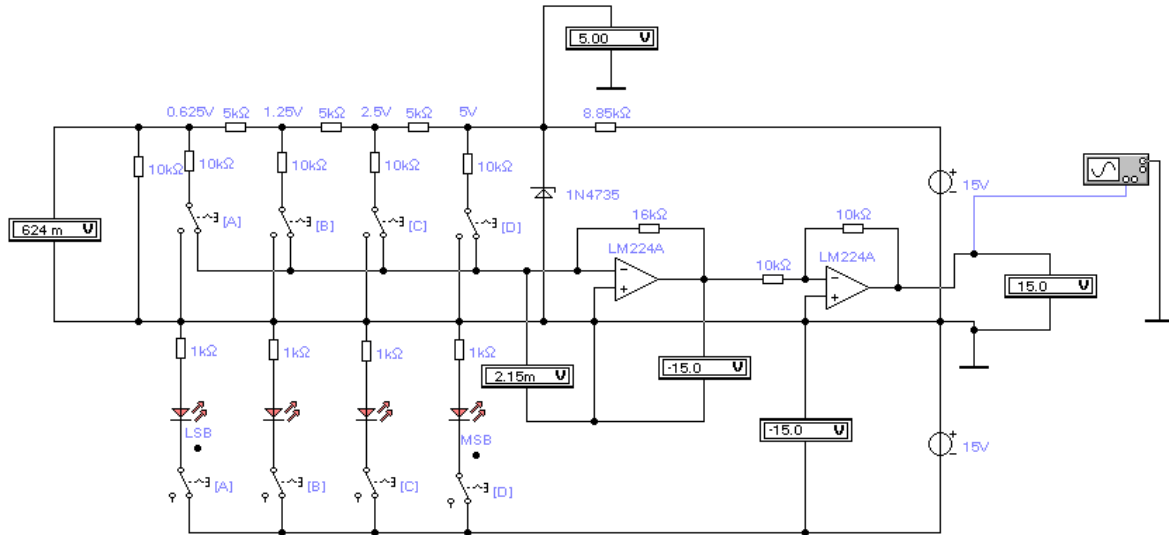 5.00 V
0.625V 5kΩ 1.25V 5kΩ 2.5V 5kΩ 5V 8.85kΩ
10kΩ 10kΩ 10kΩ 10kΩ 10kΩ
1N4735 15V
624 m V [A] [B] [C] [D] 16kΩ 10kΩ
LM224A LM224A
10kΩ
15.0 V
1kΩ 1kΩ 1kΩ 1kΩ
2.15m V -15.0 V
LSB MSB -15.0 V 15V
[A] [B] [C] [D]
+
-
+
-
-
+
-
+